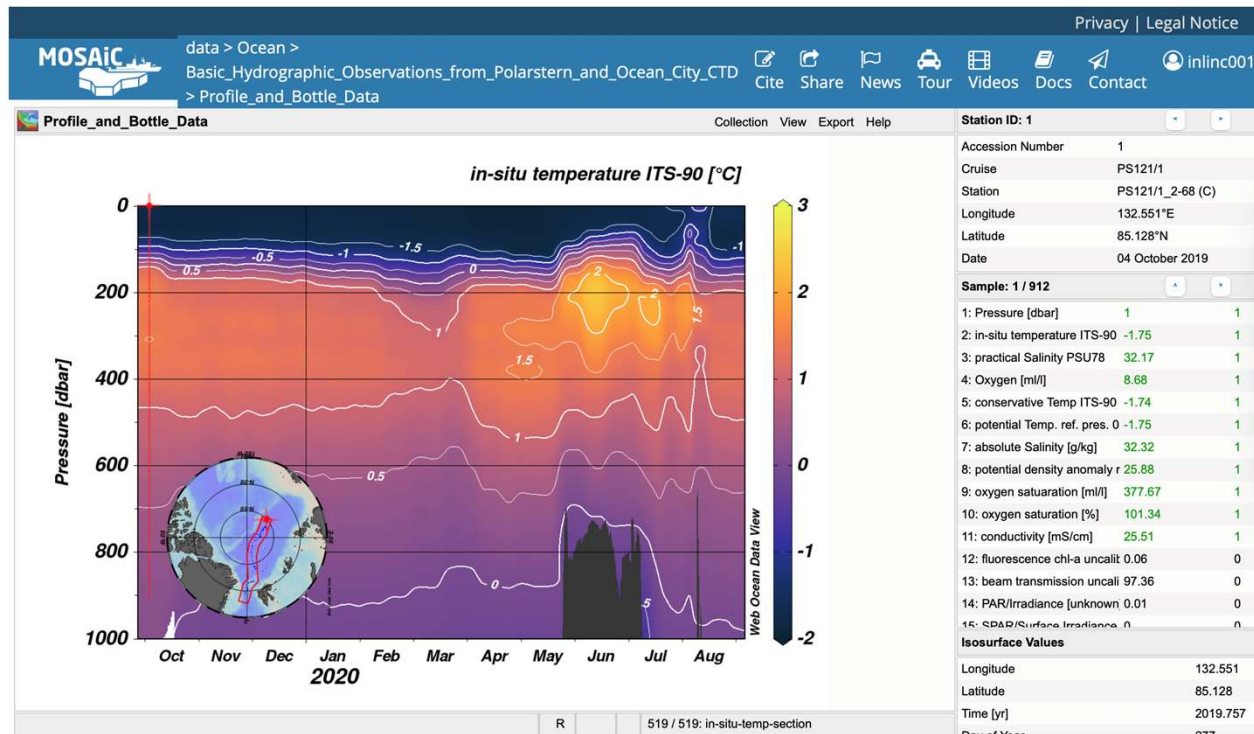 Privacy | Legal Notice
MOSAiC
data > Ocean >
Basic_Hydrographic_Observations_from_Polarstern_and_Ocean_City_CTD
> Profile_and_Bottle_Data
Cite Share News Tour Videos Docs Contact
inlinc001
Profile_and_Bottle_Data
Collection View Export Help
in-situ temperature ITS-90 [°C]
Pressure [dbar]
0
200
400
600
800
1000
-1.5
-1
-0.5
0
-1
0.5
1
2
2
1.5
1.5
1
0.5
0
.5
Oct Nov Dec Jan Feb Mar Apr May Jun Jul Aug
2020
3
2
1
0
-1
-2
Web Ocean Data View
R
519 / 519: in-situ-temp-section
Station ID: 1
Accession Number 1
Cruise PS121/1
Station PS121/1_2-68 (C)
Longitude 132.551°E
Latitude 85.128°N
Date 04 October 2019
Sample: 1 / 912
1: Pressure [dbar] 1 1
2: in-situ temperature ITS-90 -1.75 1
3: practical Salinity PSU78 32.17 1
4: Oxygen [ml/l] 8.68 1
5: conservative Temp ITS-90 -1.74 1
6: potential Temp. ref. pres. 0 -1.75 1
7: absolute Salinity [g/kg] 32.32 1
8: potential density anomaly r 25.88 1
9: oxygen satuaration [ml/l] 377.67 1
10: oxygen saturation [%] 101.34 1
11: conductivity [mS/cm] 25.51 1
12: fluorescence chl-a uncalit 0.06 0
13: beam transmission uncali 97.36 0
14: PAR/Irradiance [unknown] 0.01 0
15: SPAR/Surface Irradiance 0 0
Isosurface Values
Longitude 132.551
Latitude 85.128
Time [yr] 2019.757
Day of Year 277